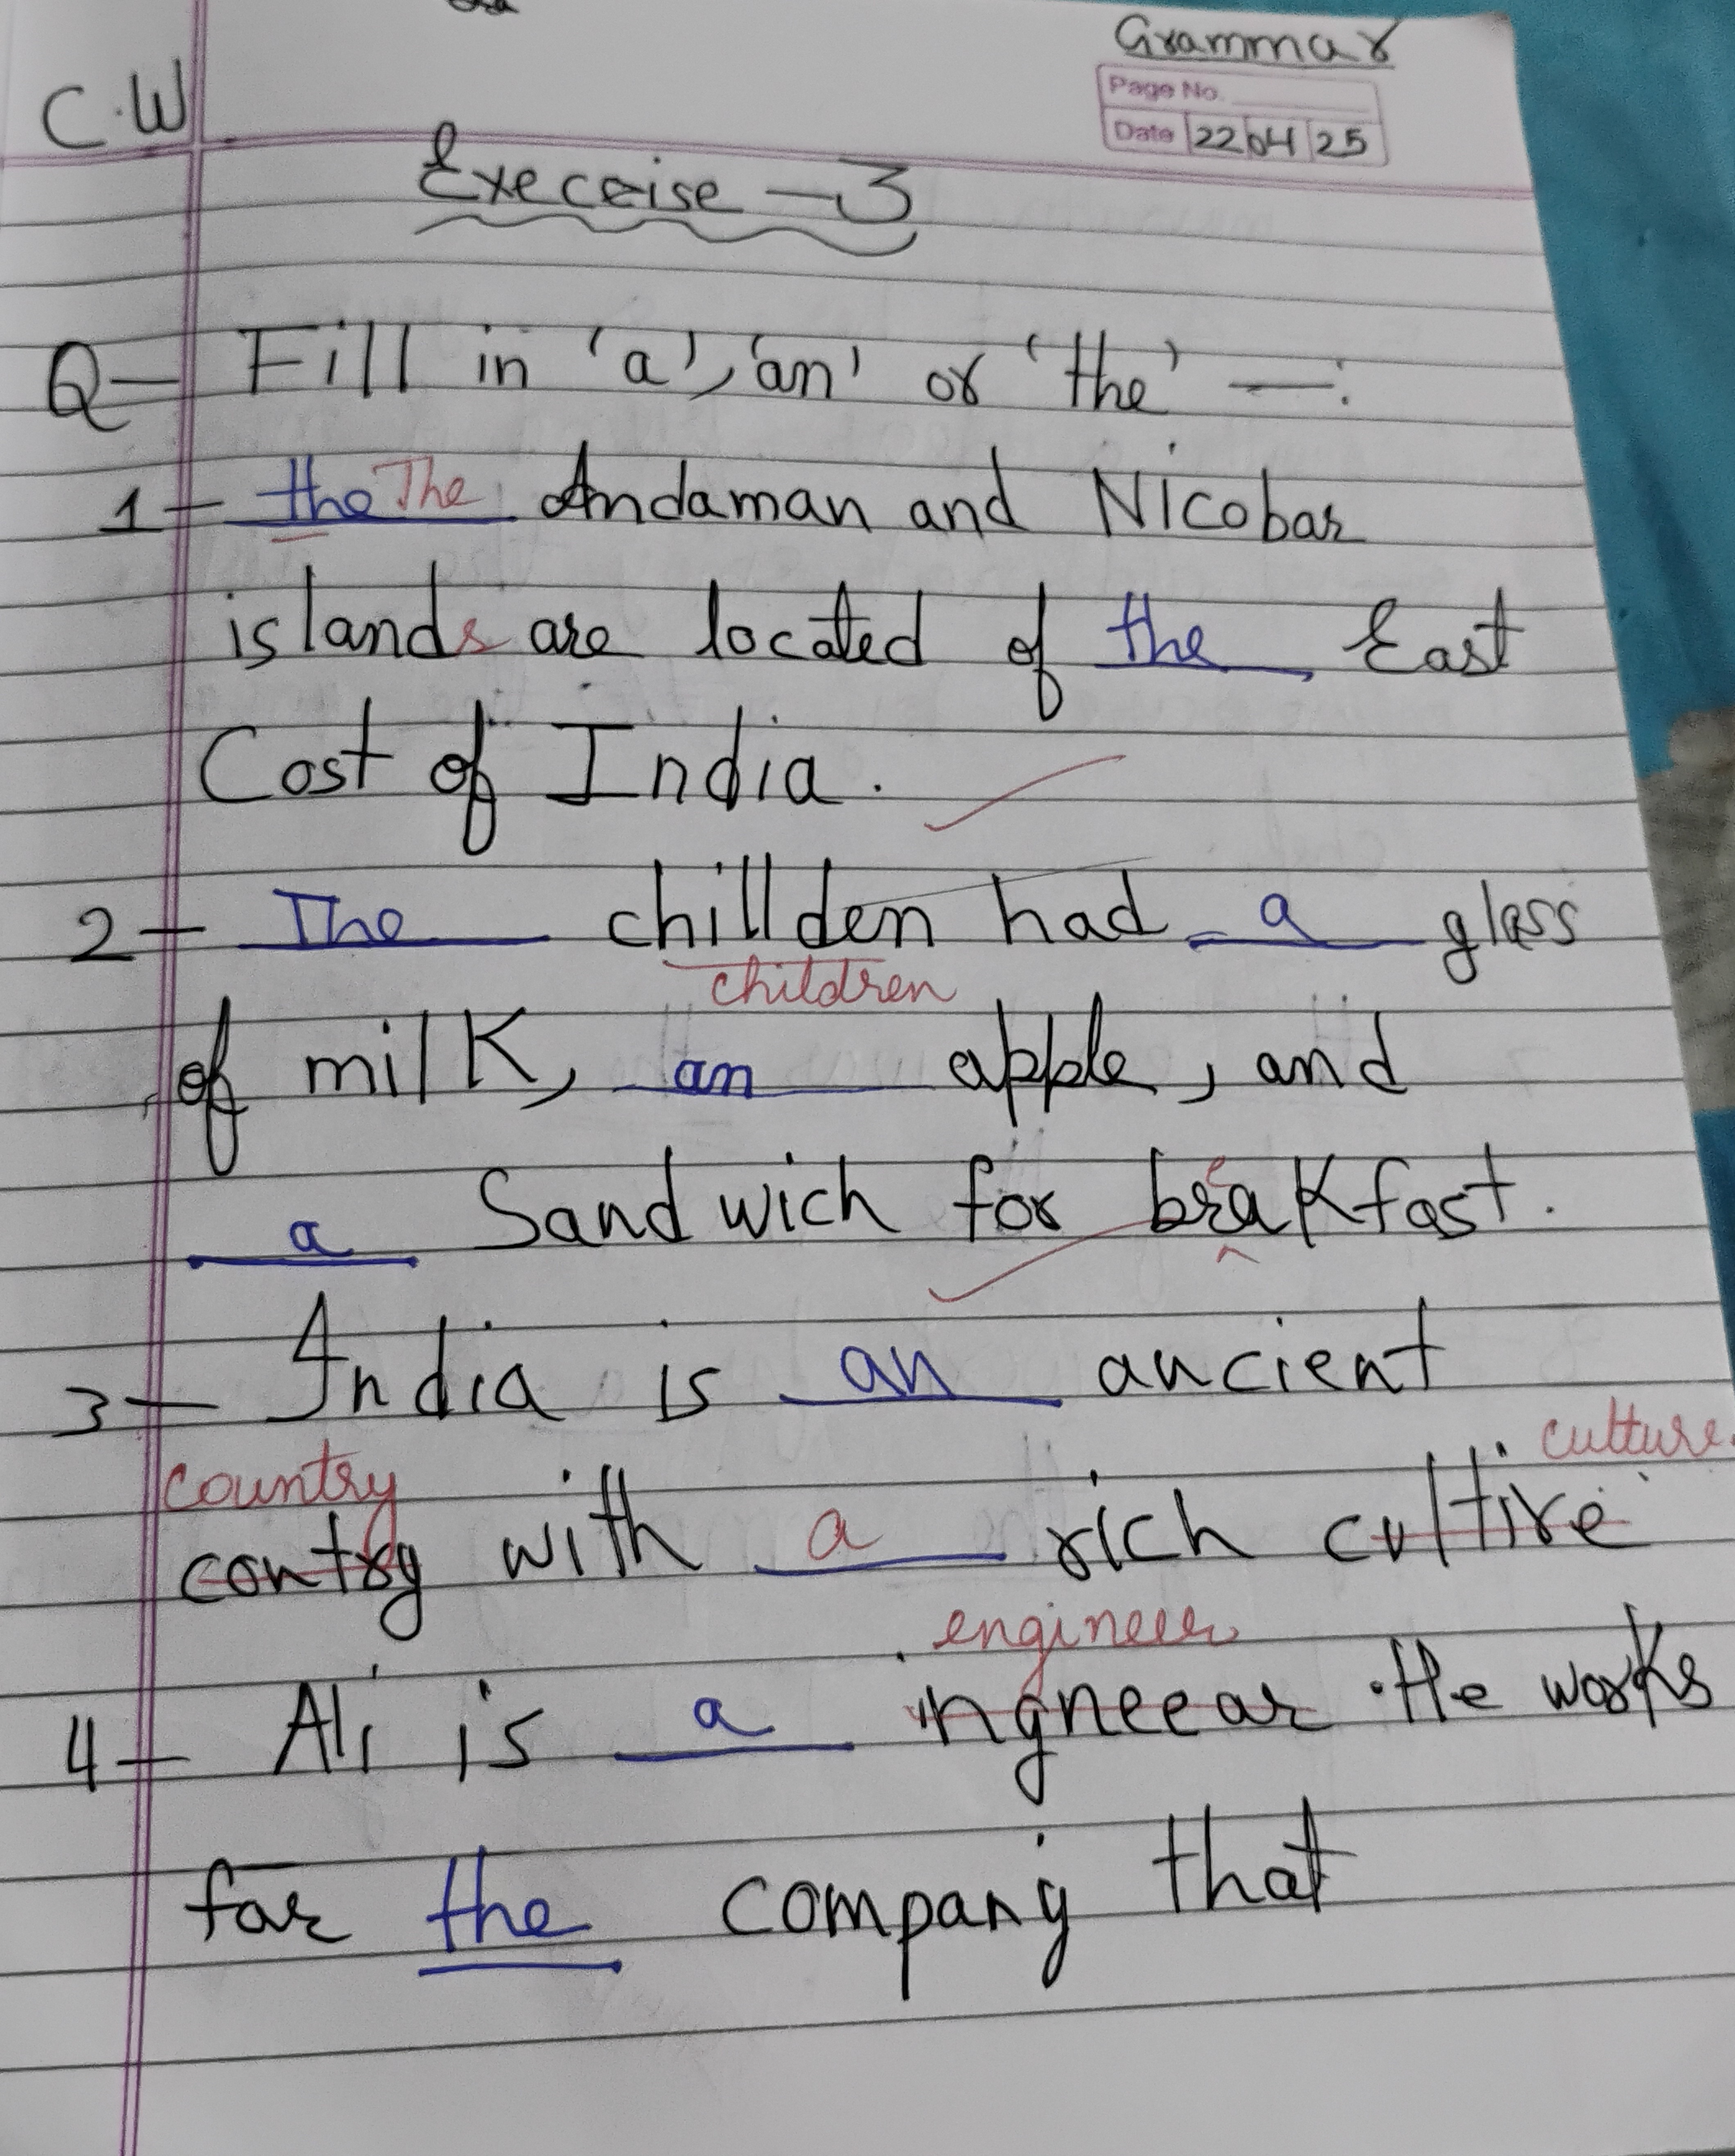 Grammar
Page No.
Date 22 04 25
C.W
Execrise - 3
Q- Fill in 'a', 'an' or 'the' -:
1- the The Andaman and Nicobar
islands are located of the East
Cost of India.
2- The chillden had a glass
children
of milK, an apple, and
a Sandwich for breakfast.
3- India is an ancient
country culture
contry with a rich cultire
engineer
4- Ali is a ingneear. He works
for the company that